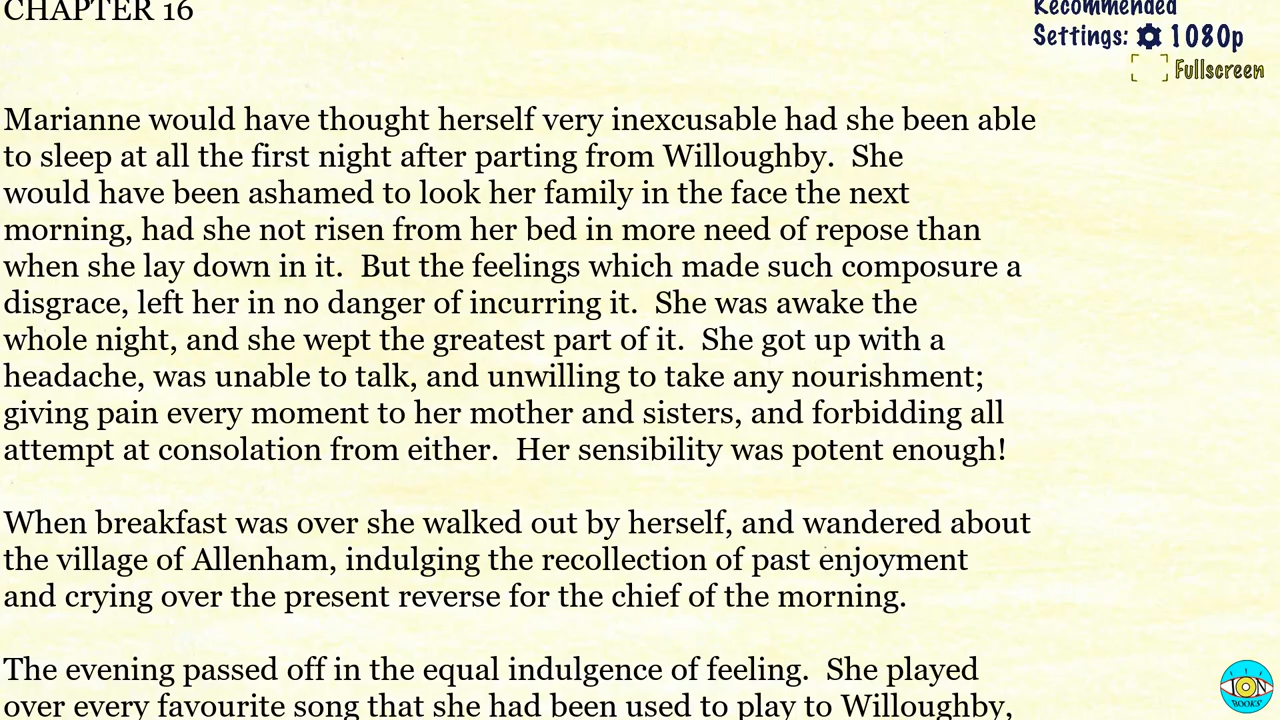 CHAPTER 16
Recommended
Settings: 1080p
Fullscreen
Marianne would have thought herself very inexcusable had she been able
to sleep at all the first night after parting from Willoughby.  She
would have been ashamed to look her family in the face the next
morning, had she not risen from her bed in more need of repose than
when she lay down in it.  But the feelings which made such composure a
disgrace, left her in no danger of incurring it.  She was awake the
whole night, and she wept the greatest part of it.  She got up with a
headache, was unable to talk, and unwilling to take any nourishment;
giving pain every moment to her mother and sisters, and forbidding all
attempt at consolation from either.  Her sensibility was potent enough!
When breakfast was over she walked out by herself, and wandered about
the village of Allenham, indulging the recollection of past enjoyment
and crying over the present reverse for the chief of the morning.
The evening passed off in the equal indulgence of feeling.  She played
over every favourite song that she had been used to play to Willoughby,
ION
BOOKS